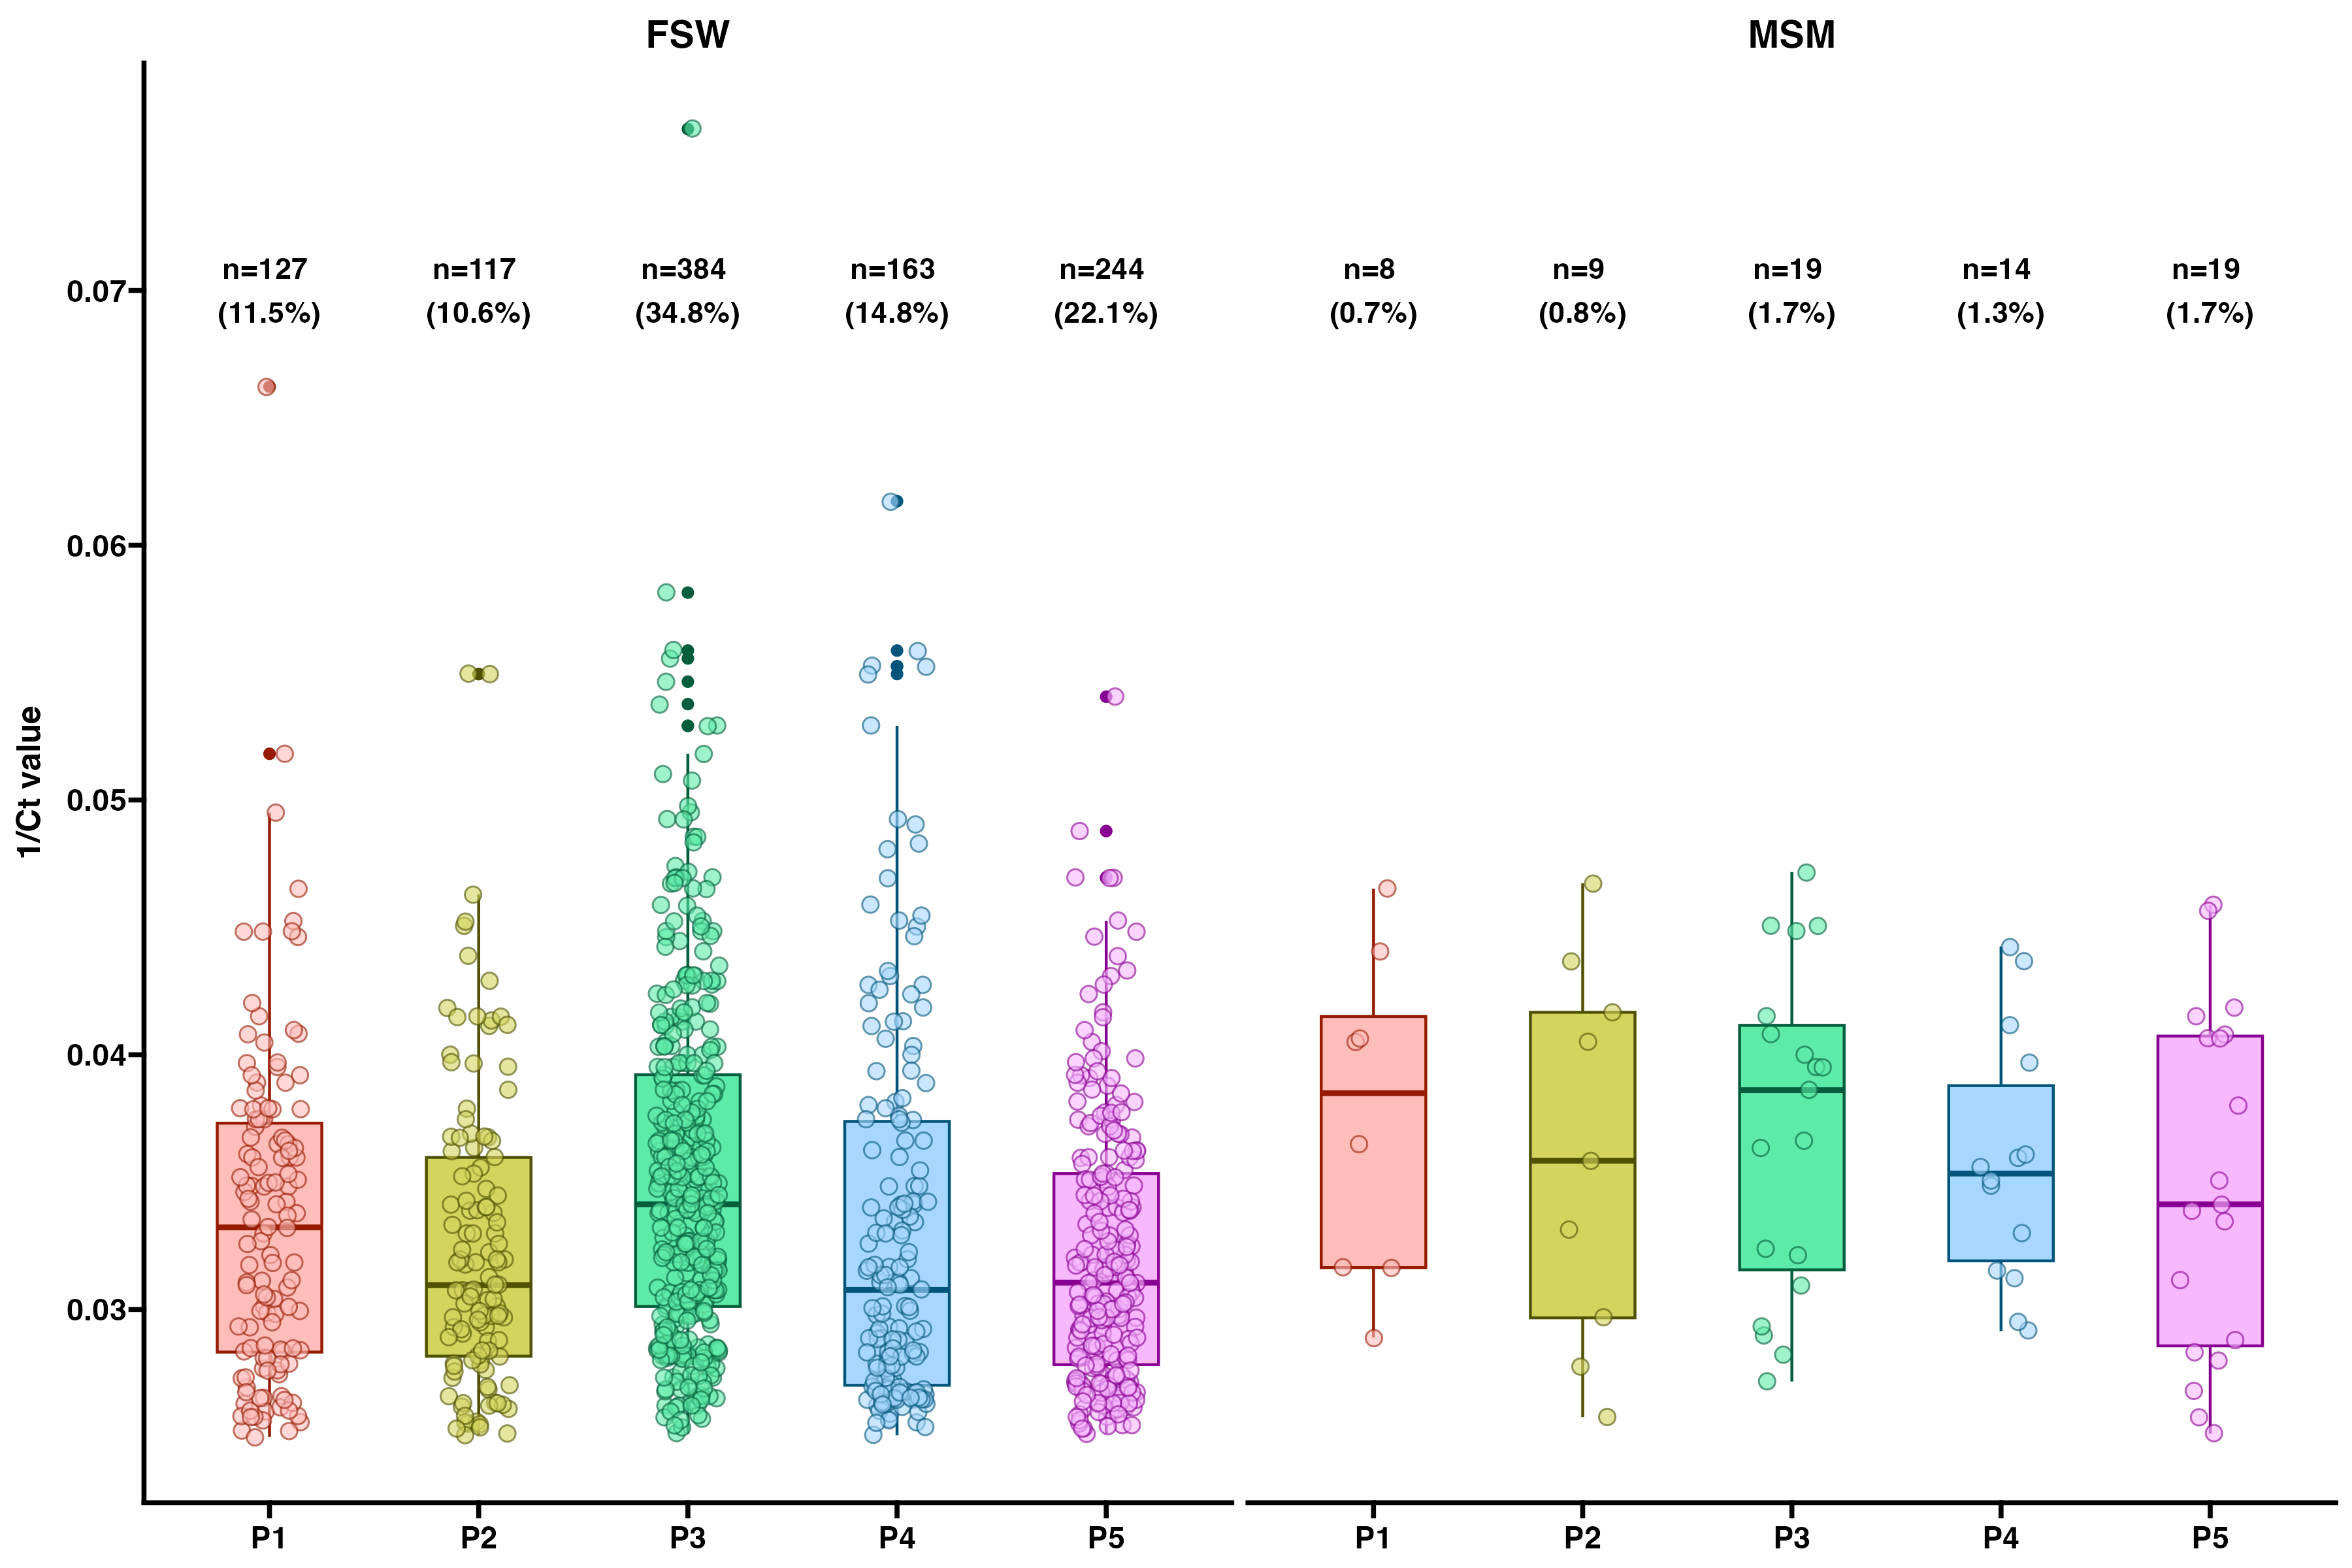 FSW
MSM
n=127
n=117
n=384
n=163
n=244
n=8
n=9
n=19
n=14
n=19
(11.5%)
(10.6%)
(34.8%)
(14.8%)
(22.1%)
(0.7%)
(0.8%)
(1.7%)
(1.3%)
(1.7%)
1/Ct value
0.07
0.06
0.05
0.04
0.03
P1
P2
P3
P4
P5
P1
P2
P3
P4
P5